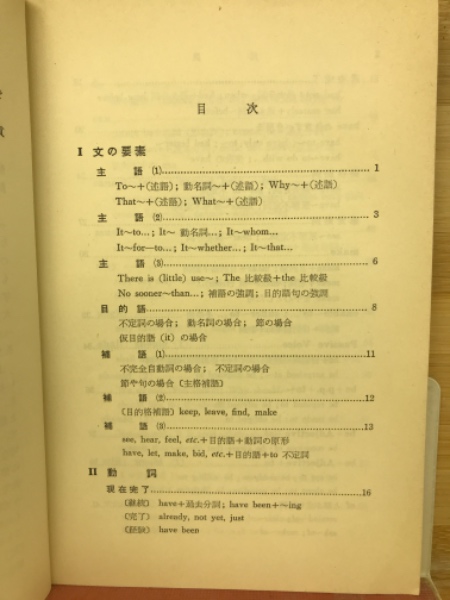 目次
I 文の要素
主語(1)……………………1
To～+(述語); 動名詞～+(述語); Why～+(述語)
That～+(述語); What～+(述語)
主語(2)……………………3
It～to...; It～ 動名詞...; It～whom...
It～for—to...; It～whether...; It～that...
主語(3)……………………6
There is (little) use～; The 比較級+the 比較級
No sooner～than...; 補語の強調; 目的語句の強調
目的語……………………8
不定詞の場合; 動名詞の場合; 節の場合
仮目的語 (it) の場合
補語(1)……………………11
不完全自動詞の場合; 不定詞の場合
節や句の場合 (主格補語)
補語(2)……………………12
(目的格補語) keep, leave, find, make
補語(3)……………………13
see, hear, feel, etc.+目的語+動詞の原形
have, let, make, bid, etc.+目的語+to 不定詞
II 動詞
現在完了……………………16
(継続) have+過去分詞; have been+～ing
(完了) already, not yet, just
(経験) have been